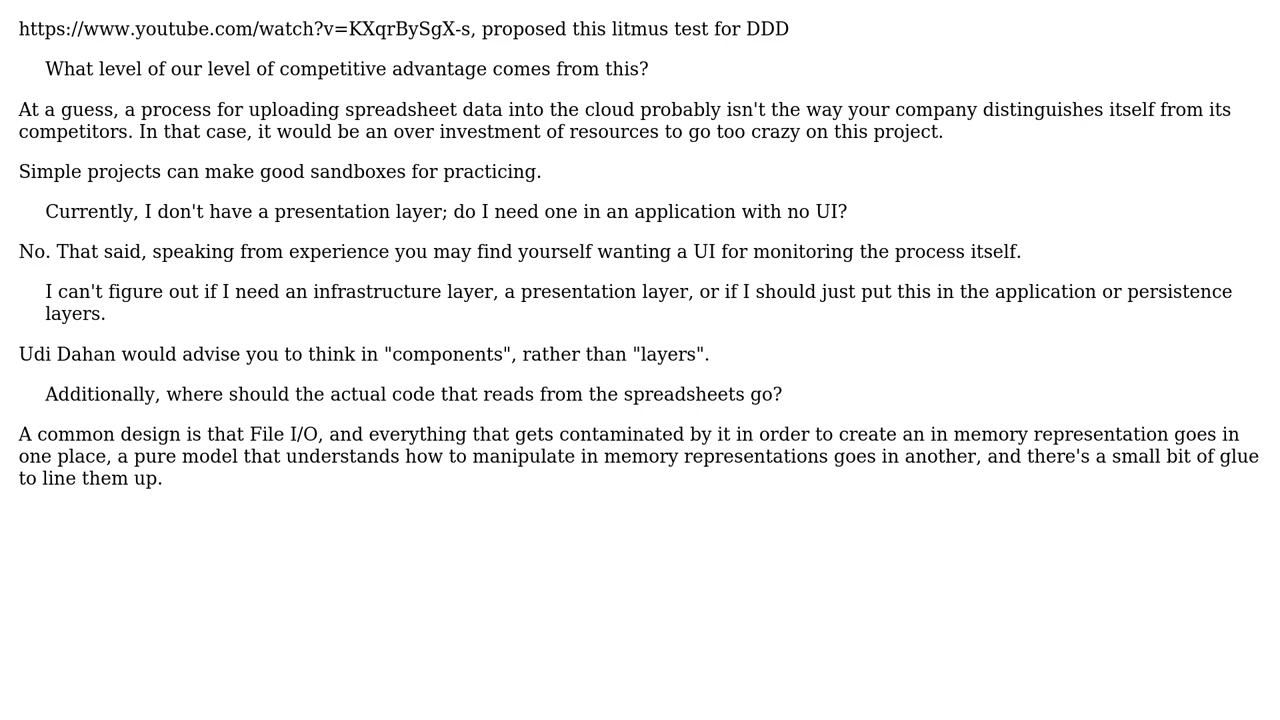 https://www.youtube.com/watch?v=KXqrBySgX-s, proposed this litmus test for DDD
What level of our level of competitive advantage comes from this?
At a guess, a process for uploading spreadsheet data into the cloud probably isn't the way your company distinguishes itself from its
competitors. In that case, it would be an over investment of resources to go too crazy on this project.
Simple projects can make good sandboxes for practicing.
Currently, I don't have a presentation layer; do I need one in an application with no UI?
No. That said, speaking from experience you may find yourself wanting a UI for monitoring the process itself.
I can't figure out if I need an infrastructure layer, a presentation layer, or if I should just put this in the application or persistence
layers.
Udi Dahan would advise you to think in "components", rather than "layers".
Additionally, where should the actual code that reads from the spreadsheets go?
A common design is that File I/O, and everything that gets contaminated by it in order to create an in memory representation goes in
one place, a pure model that understands how to manipulate in memory representations goes in another, and there's a small bit of glue
to line them up.